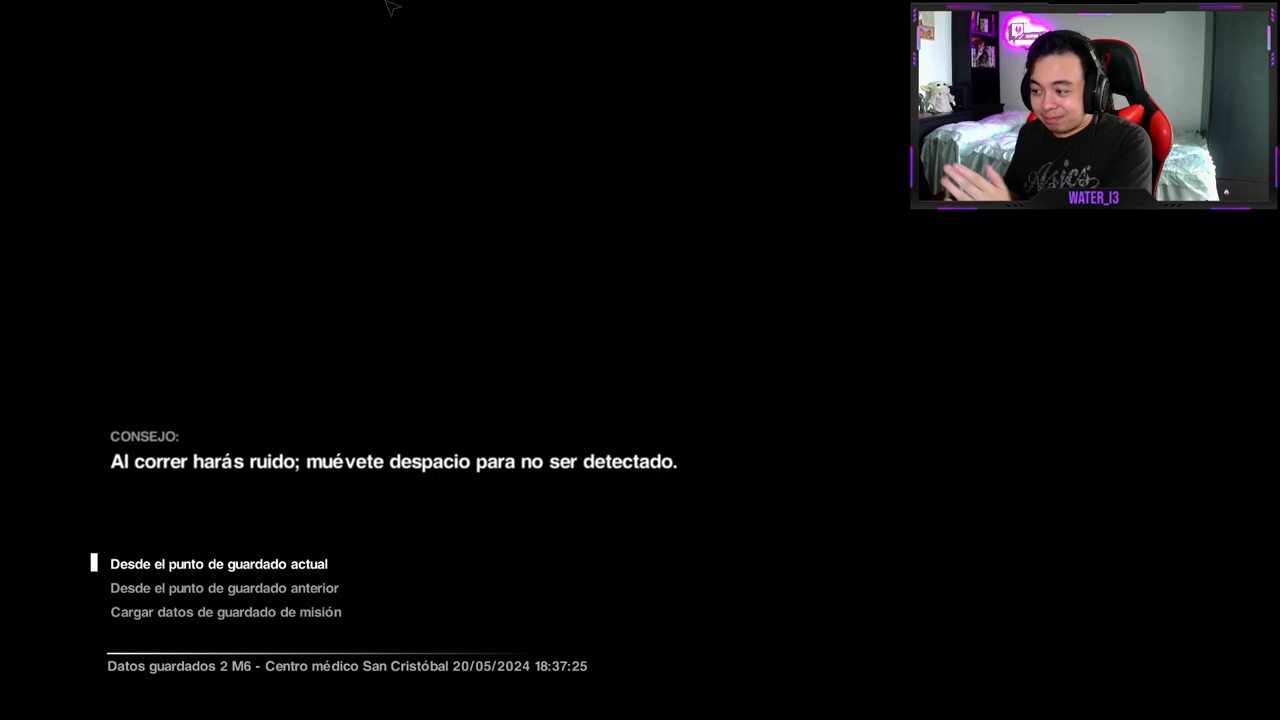 Asics
WATER_I3
CONSEJO:
Al correr harás ruido; muévete despacio para no ser detectado.
Desde el punto de guardado actual
Desde el punto de guardado anterior
Cargar datos de guardado de misión
Datos guardados 2 M6 - Centro médico San Cristóbal 20/05/2024 18:37:25